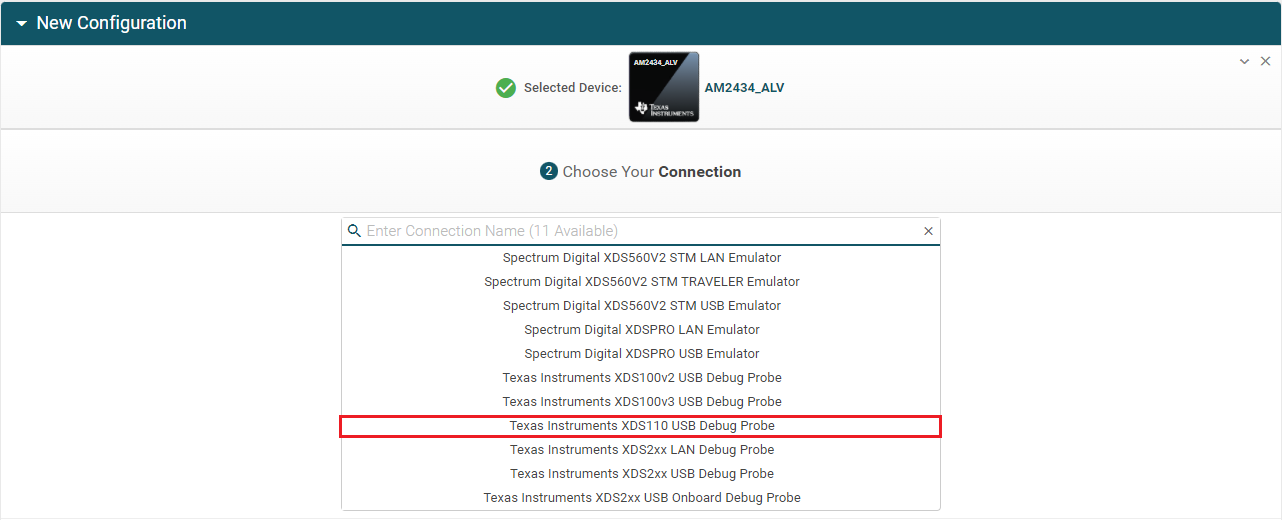 New Configuration
Selected Device:
AM2434_ALV
TEXAS
INSTRUMENTS
AM2434_ALV
2 Choose Your Connection
Enter Connection Name (11 Available)
Spectrum Digital XDS560V2 STM LAN Emulator
Spectrum Digital XDS560V2 STM TRAVELER Emulator
Spectrum Digital XDS560V2 STM USB Emulator
Spectrum Digital XDSPRO LAN Emulator
Spectrum Digital XDSPRO USB Emulator
Texas Instruments XDS100v2 USB Debug Probe
Texas Instruments XDS100v3 USB Debug Probe
Texas Instruments XDS110 USB Debug Probe
Texas Instruments XDS2xx LAN Debug Probe
Texas Instruments XDS2xx USB Debug Probe
Texas Instruments XDS2xx USB Onboard Debug Probe